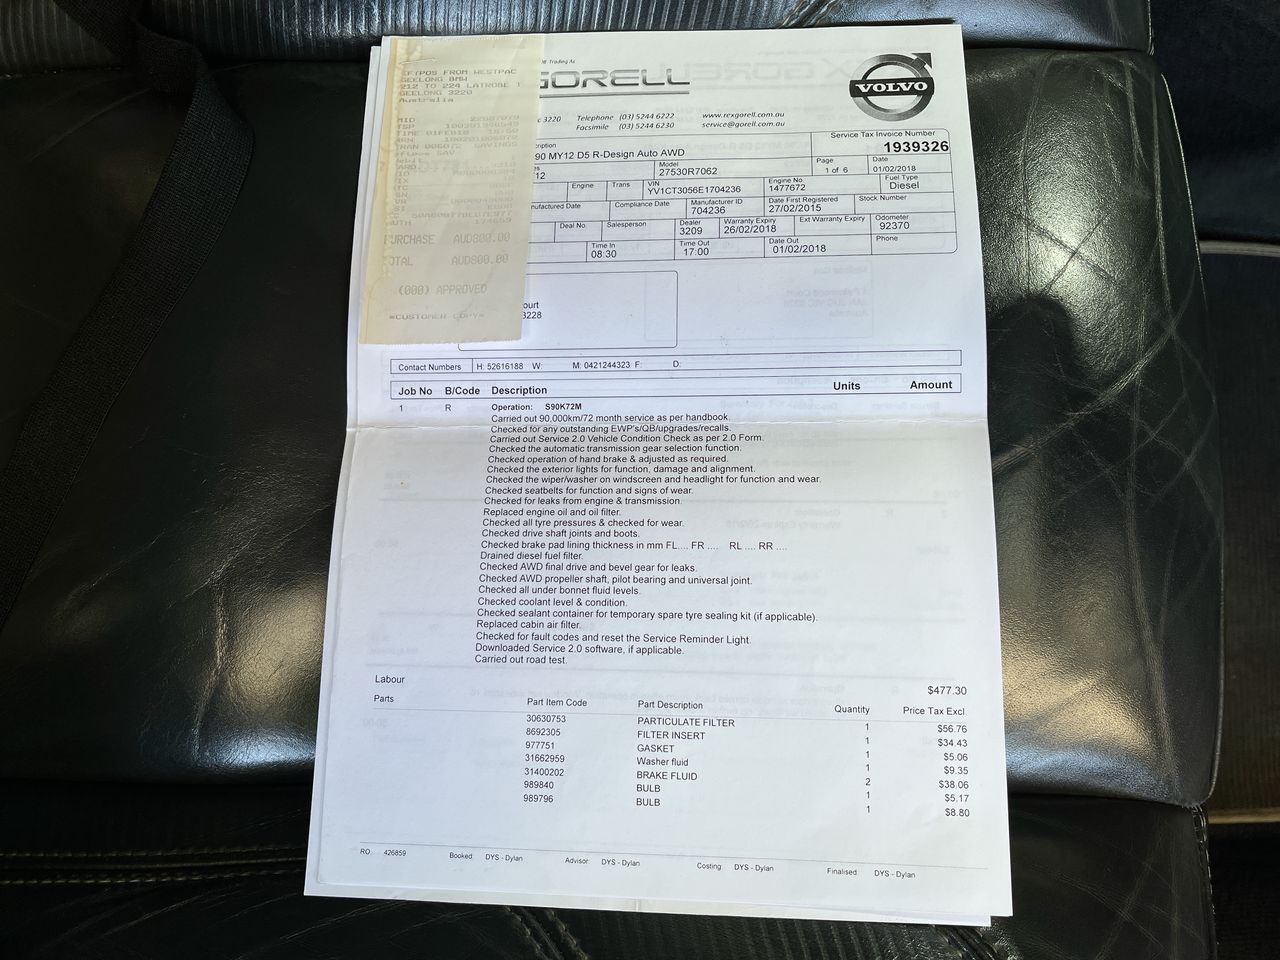 EFTPOS FROM WESTPAC
GEELONG BMW
212 TO 224 LATROBE T
GEELONG 3220
Australia
MID
TSP
TIME 01FEB18
TRAN 006072 SAVINGS
PURCHASE AUD800.00
TOTAL AUD800.00
(000) APPROVED
*CUSTOMER COPY*
Trading As
GORELL
VOLVO
3220 Telephone (03) 5244 6222 www.rexgorell.com.au
Facsimile (03) 5244 6230 service@gorell.com.au
Service Tax Invoice Number
1939326
90 MY12 D5 R-Design Auto AWD
Model
27530R7062
Page
1 of 6
Date
01/02/2018
12
Engine
Trans
VIN
YV1CT3056E1704236
Engine No
1477672
Fuel Type
Diesel
Compliance Date
Manufacturer ID
704236
Date First Registered
27/02/2015
Stock Number
Deal No.
Salesperson
Dealer
3209
Warranty Expiry
26/02/2018
Ext Warranty Expiry
Odometer
92370
Time In
08:30
Time Out
17:00
Date Out
01/02/2018
Phone
ourt
3228
Contact Numbers H: 52616188 W: M: 0421244323 F: D:
Job No B/Code Description Units Amount
1 R Operation: S90K72M
Carried out 90,000km/72 month service as per handbook.
Checked for any outstanding EWP's/QB/upgrades/recalls.
Carried out Service 2.0 Vehicle Condition Check as per 2.0 Form.
Checked the automatic transmission gear selection function.
Checked operation of hand brake & adjusted as required.
Checked the exterior lights for function, damage and alignment.
Checked the wiper/washer on windscreen and headlight for function and wear.
Checked seatbelts for function and signs of wear.
Checked for leaks from engine & transmission.
Replaced engine oil and oil filter.
Checked all tyre pressures & checked for wear.
Checked drive shaft joints and boots.
Checked brake pad lining thickness in mm FL.... FR .... RL .... RR ....
Drained diesel fuel filter.
Checked AWD final drive and bevel gear for leaks.
Checked AWD propeller shaft, pilot bearing and universal joint.
Checked all under bonnet fluid levels.
Checked coolant level & condition.
Checked sealant container for temporary spare tyre sealing kit (if applicable).
Replaced cabin air filter.
Checked for fault codes and reset the Service Reminder Light.
Downloaded Service 2.0 software, if applicable.
Carried out road test.
Labour $477.30
Parts Part Item Code Part Description Quantity Price Tax Excl.
30630753 PARTICULATE FILTER 1 $56.76
8692305 FILTER INSERT 1 $34.43
977751 GASKET 1 $5.06
31662959 Washer fluid 1 $9.35
31400202 BRAKE FLUID 2 $38.06
989840 BULB 1 $5.17
989796 BULB 1 $8.80
RO: 426859 Booked: DYS - Dylan Advisor: DYS - Dylan Costing: DYS - Dylan Finalised: DYS - Dylan